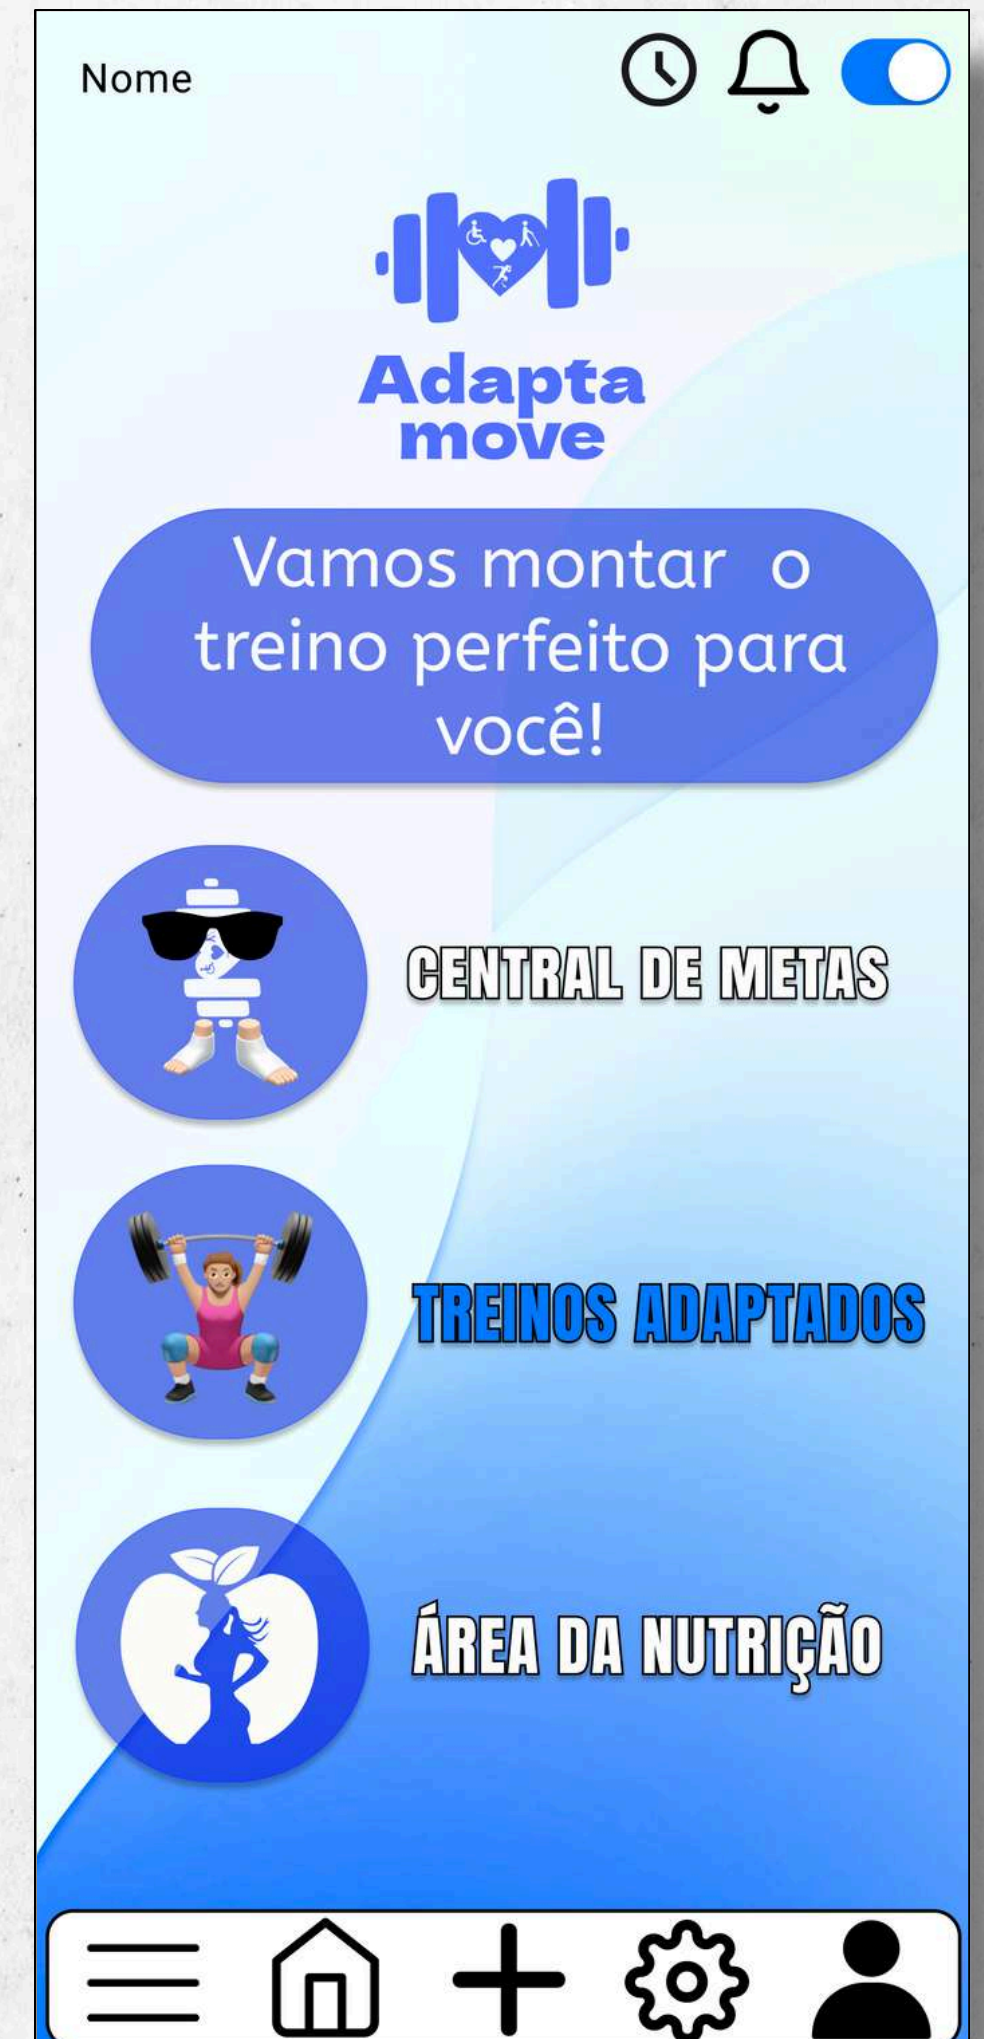 Nome
Adapta
move
Vamos montar o
treino perfeito para
você!
CENTRAL DE METAS
TREINOS ADAPTADOS
ÁREA DA NUTRIÇÃO